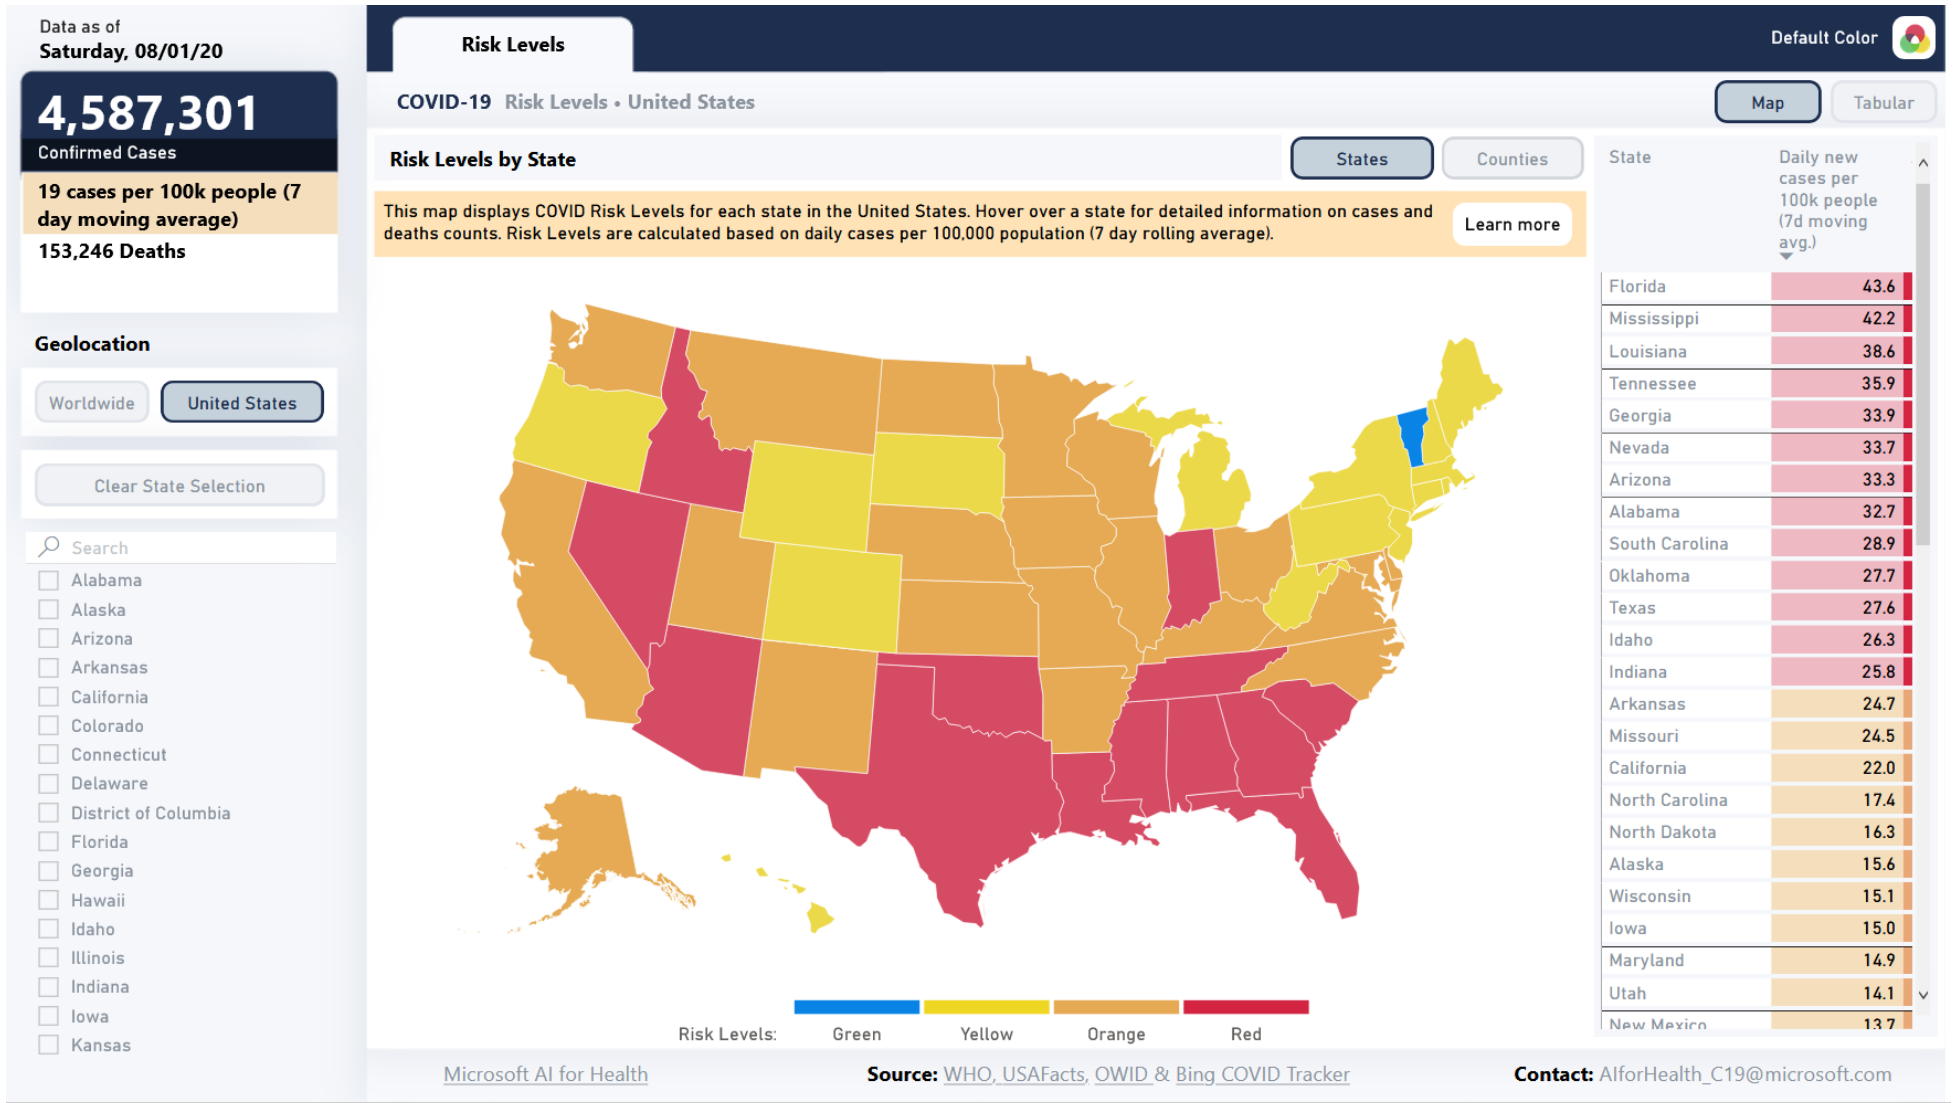 Data as of
Saturday, 08/01/20
4,587,301
Confirmed Cases
19 cases per 100k people (7
day moving average)
153,246 Deaths
Geolocation
Worldwide
United States
Clear State Selection
Search
Alabama
Alaska
Arizona
Arkansas
California
Colorado
Connecticut
Delaware
District of Columbia
Florida
Georgia
Hawaii
Idaho
Illinois
Indiana
Iowa
Kansas
Risk Levels
Default Color
COVID-19 Risk Levels • United States
Map
Tabular
Risk Levels by State
States
Counties
This map displays COVID Risk Levels for each state in the United States. Hover over a state for detailed information on cases and
deaths counts. Risk Levels are calculated based on daily cases per 100,000 population (7 day rolling average).
Learn more
Risk Levels:
Green
Yellow
Orange
Red
State
Daily new
cases per
100k people
(7d moving
avg.)
Florida 43.6
Mississippi 42.2
Louisiana 38.6
Tennessee 35.9
Georgia 33.9
Nevada 33.7
Arizona 33.3
Alabama 32.7
South Carolina 28.9
Oklahoma 27.7
Texas 27.6
Idaho 26.3
Indiana 25.8
Arkansas 24.7
Missouri 24.5
California 22.0
North Carolina 17.4
North Dakota 16.3
Alaska 15.6
Wisconsin 15.1
Iowa 15.0
Maryland 14.9
Utah 14.1
New Mexico 13.7
Microsoft AI for Health
Source: WHO, USAFacts, OWID & Bing COVID Tracker
Contact: AIforHealth_C19@microsoft.com